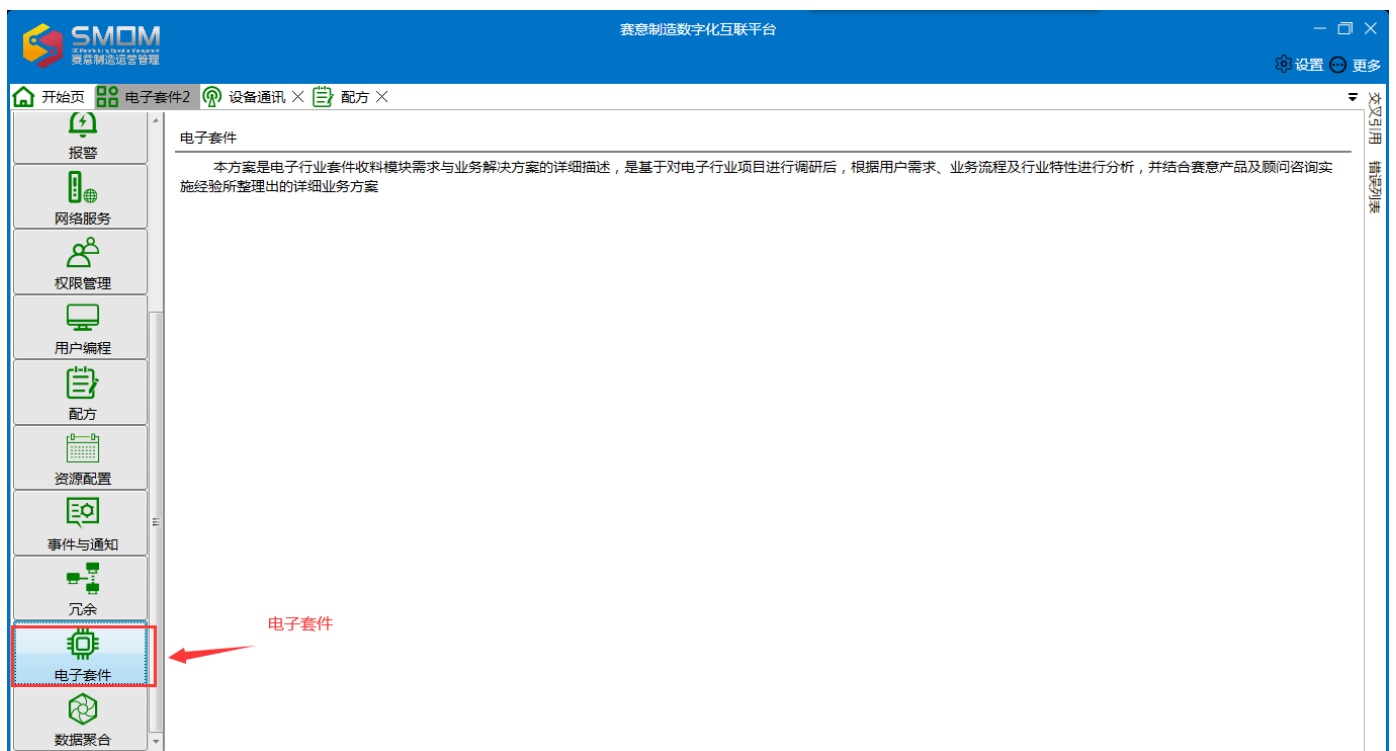 SMOM
赛意制造运营管理
赛意制造数字化互联平台
设置 更多
开始页 电子套件2 设备通讯 配方
交叉引用 错误列表
报警
网络服务
权限管理
用户编程
配方
资源配置
事件与通知
冗余
电子套件
数据聚合
电子套件
本方案是电子行业套件收料模块需求与业务解决方案的详细描述，是基于对电子行业项目进行调研后，根据用户需求、业务流程及行业特性进行分析，并结合赛意产品及顾问咨询实
施经验所整理出的详细业务方案
电子套件